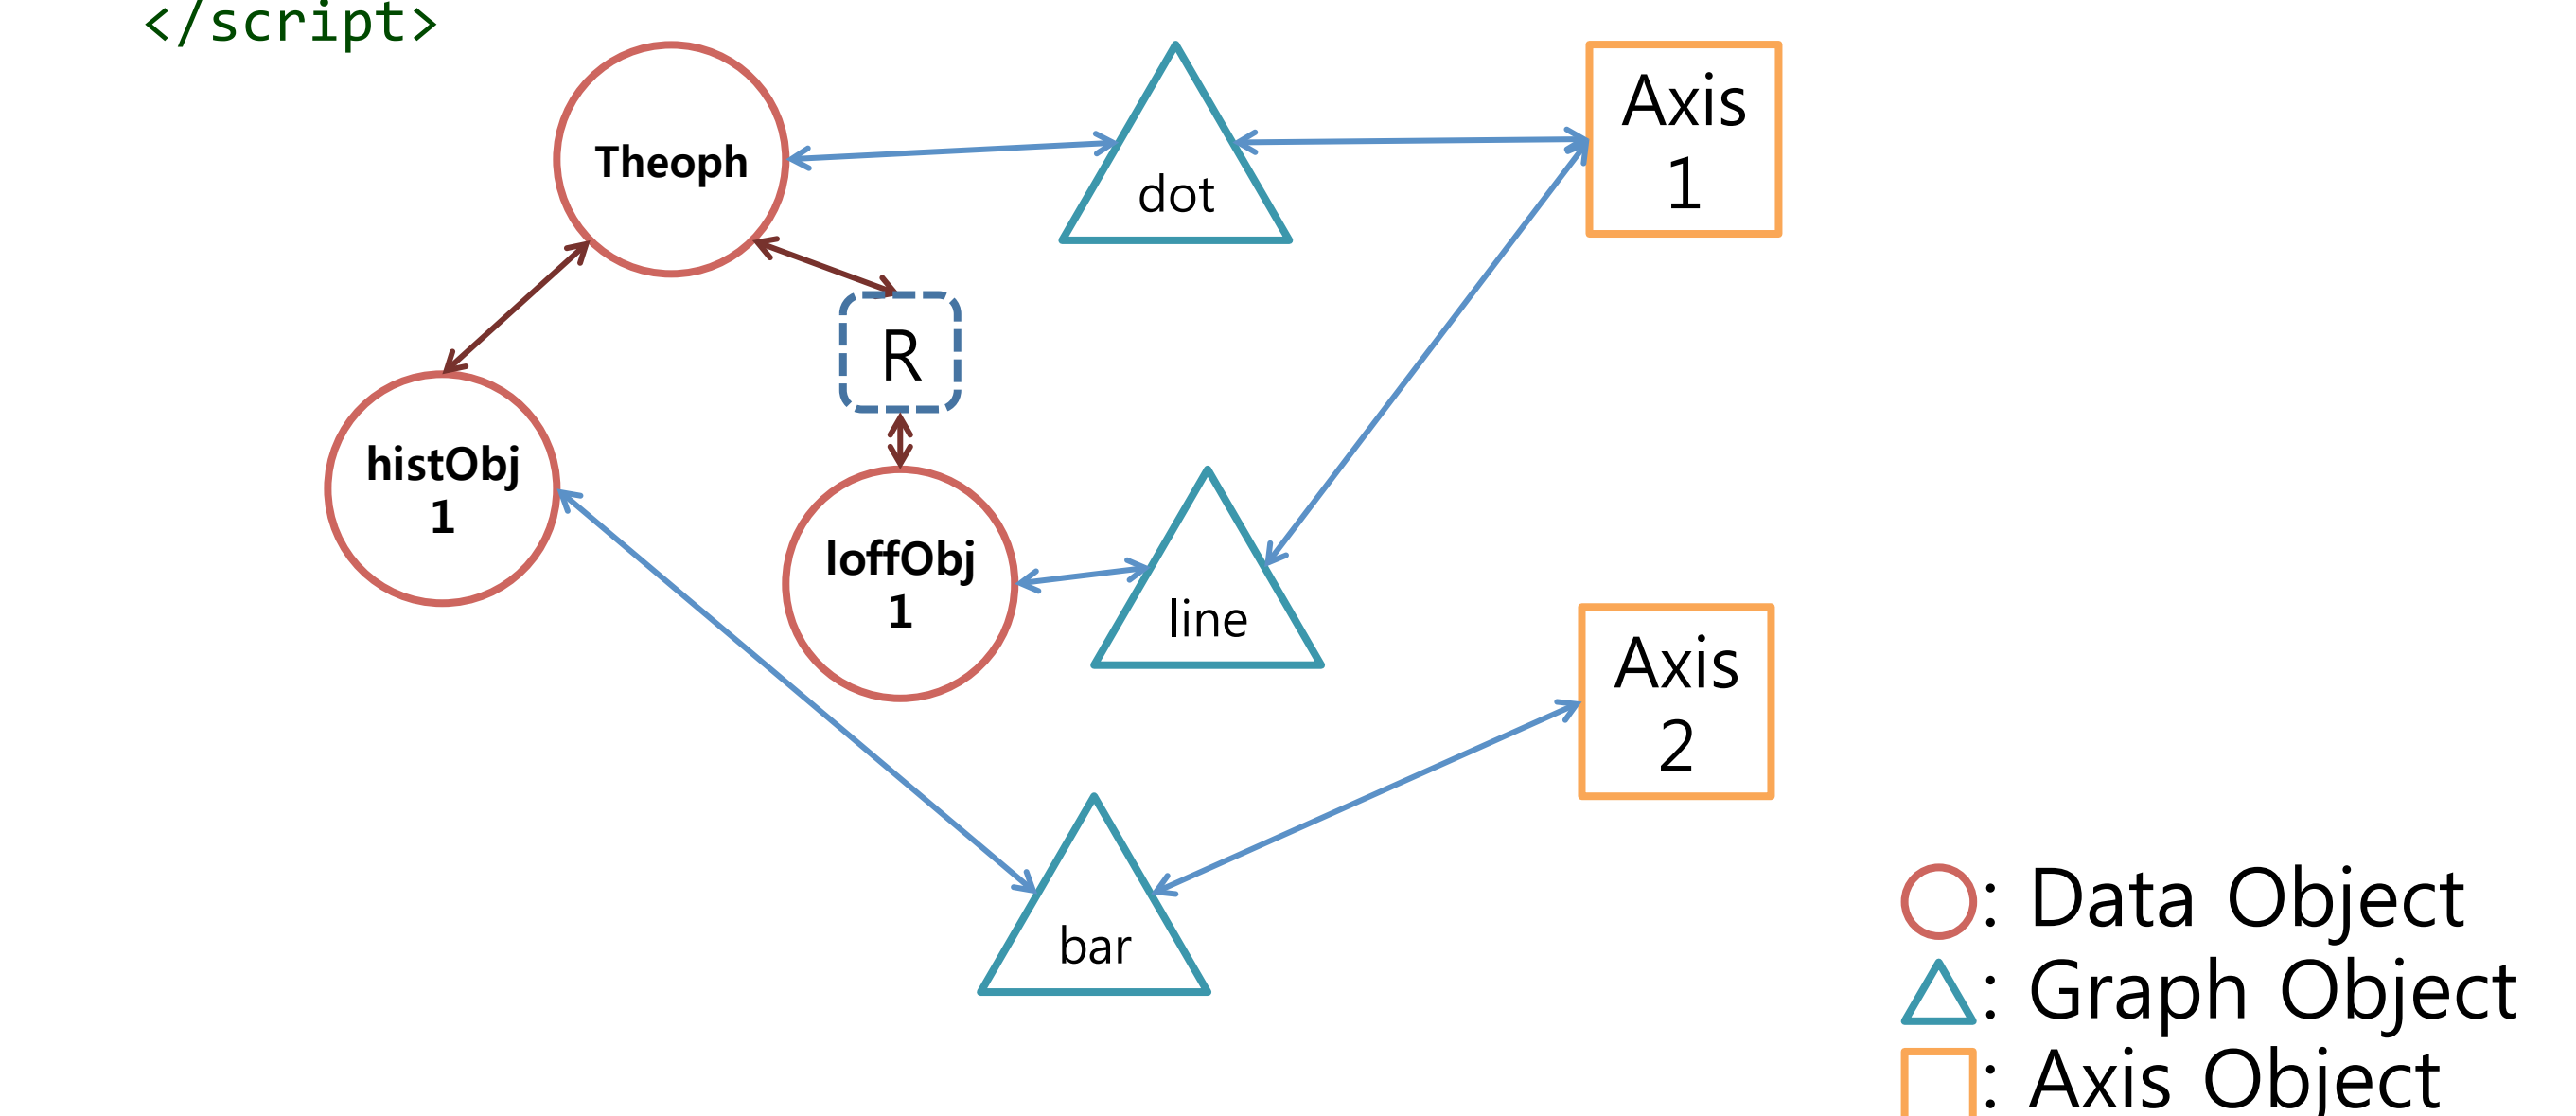 </script>
Theoph
dot
Axis
1
R
histObj
1
loffObj
1
line
Axis
2
bar
: Data Object
: Graph Object
: Axis Object